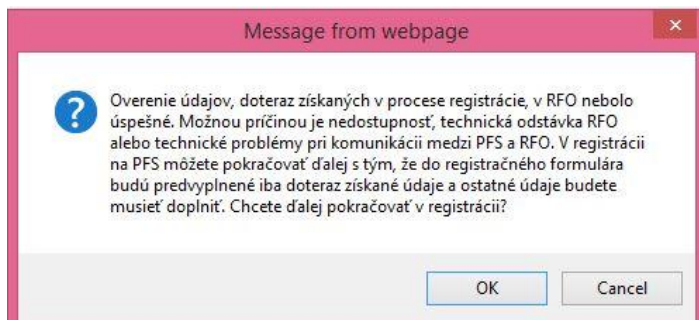 Message from webpage
x
Overenie údajov, doteraz získaných v procese registrácie, v RFO nebolo
úspešné. Možnou príčinou je nedostupnosť, technická odstávka RFO
alebo technické problémy pri komunikácii medzi PFS a RFO. V registrácii
na PFS môžete pokračovať ďalej s tým, že do registračného formulára
budú predvyplnené iba doteraz získané údaje a ostatné údaje budete
musieť doplniť. Chcete ďalej pokračovať v registrácii?
OK
Cancel